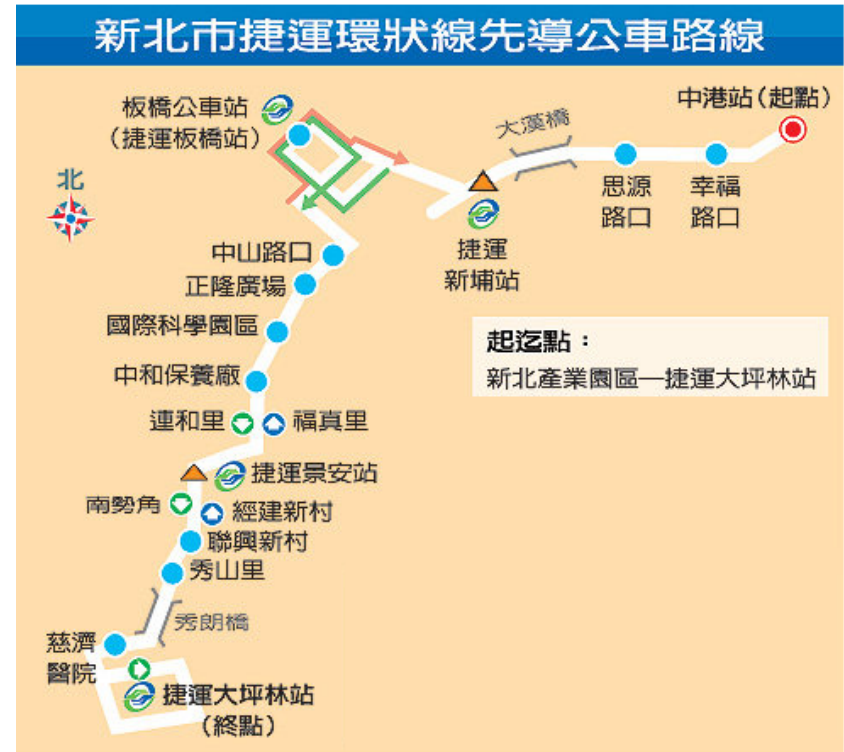 新北市捷運環狀線先導公車路線
板橋公車站
（捷運板橋站）
中港站（起點）
大漢橋
思源
路口
幸福
路口
北
捷運
新埔站
中山路口
正隆廣場
國際科學園區
中和保養廠
連和里
福真里
捷運景安站
南勢角
經建新村
聯興新村
秀山里
秀朗橋
慈濟
醫院
捷運大坪林站
（終點）
起迄點：
新北產業園區—捷運大坪林站